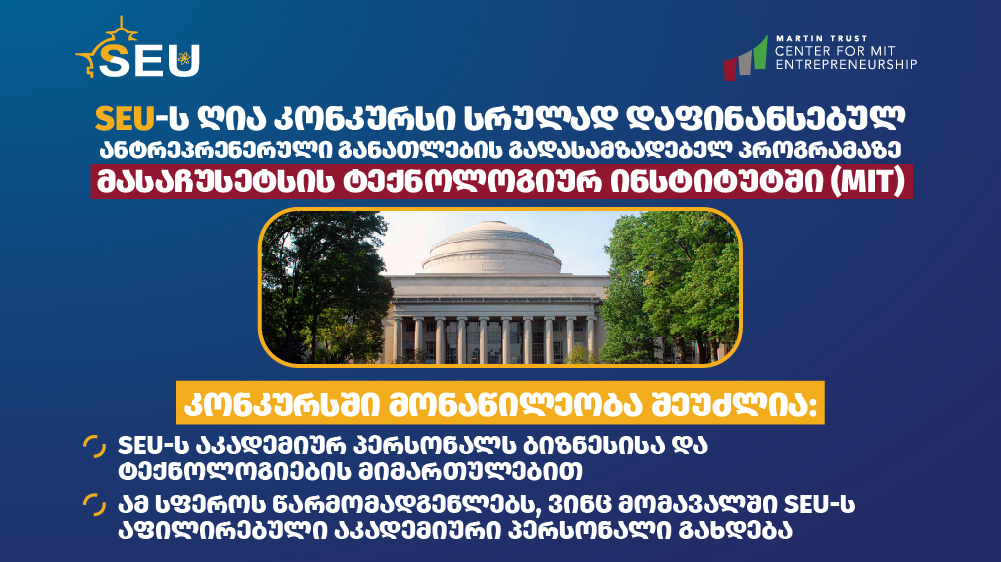 SEU
MARTIN TRUST
CENTER FOR MIT
ENTREPRENEURSHIP
SEU-ს ღია კონკურსი სრულად დაფინანსებულ
ანტრეპრენერული განათლების გადასამზადებელ პროგრამაზე
მასაჩუსეტსის ტექნოლოგიურ ინსტიტუტში (MIT)
კონკურსში მონაწილეობა შეუძლია:
SEU-ს აკადემიურ პერსონალს ბიზნესისა და
ტექნოლოგიების მიმართულებით
ამ სფეროს წარმომადგენლებს, ვინც მომავალში SEU-ს
აფილირებული აკადემიური პერსონალი გახდება